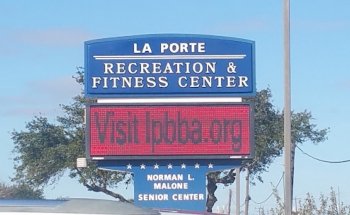 LA PORTE
RECREATION &
FITNESS CENTER
Visit lpbba.org
NORMAN L.
MALONE
SENIOR CENTER